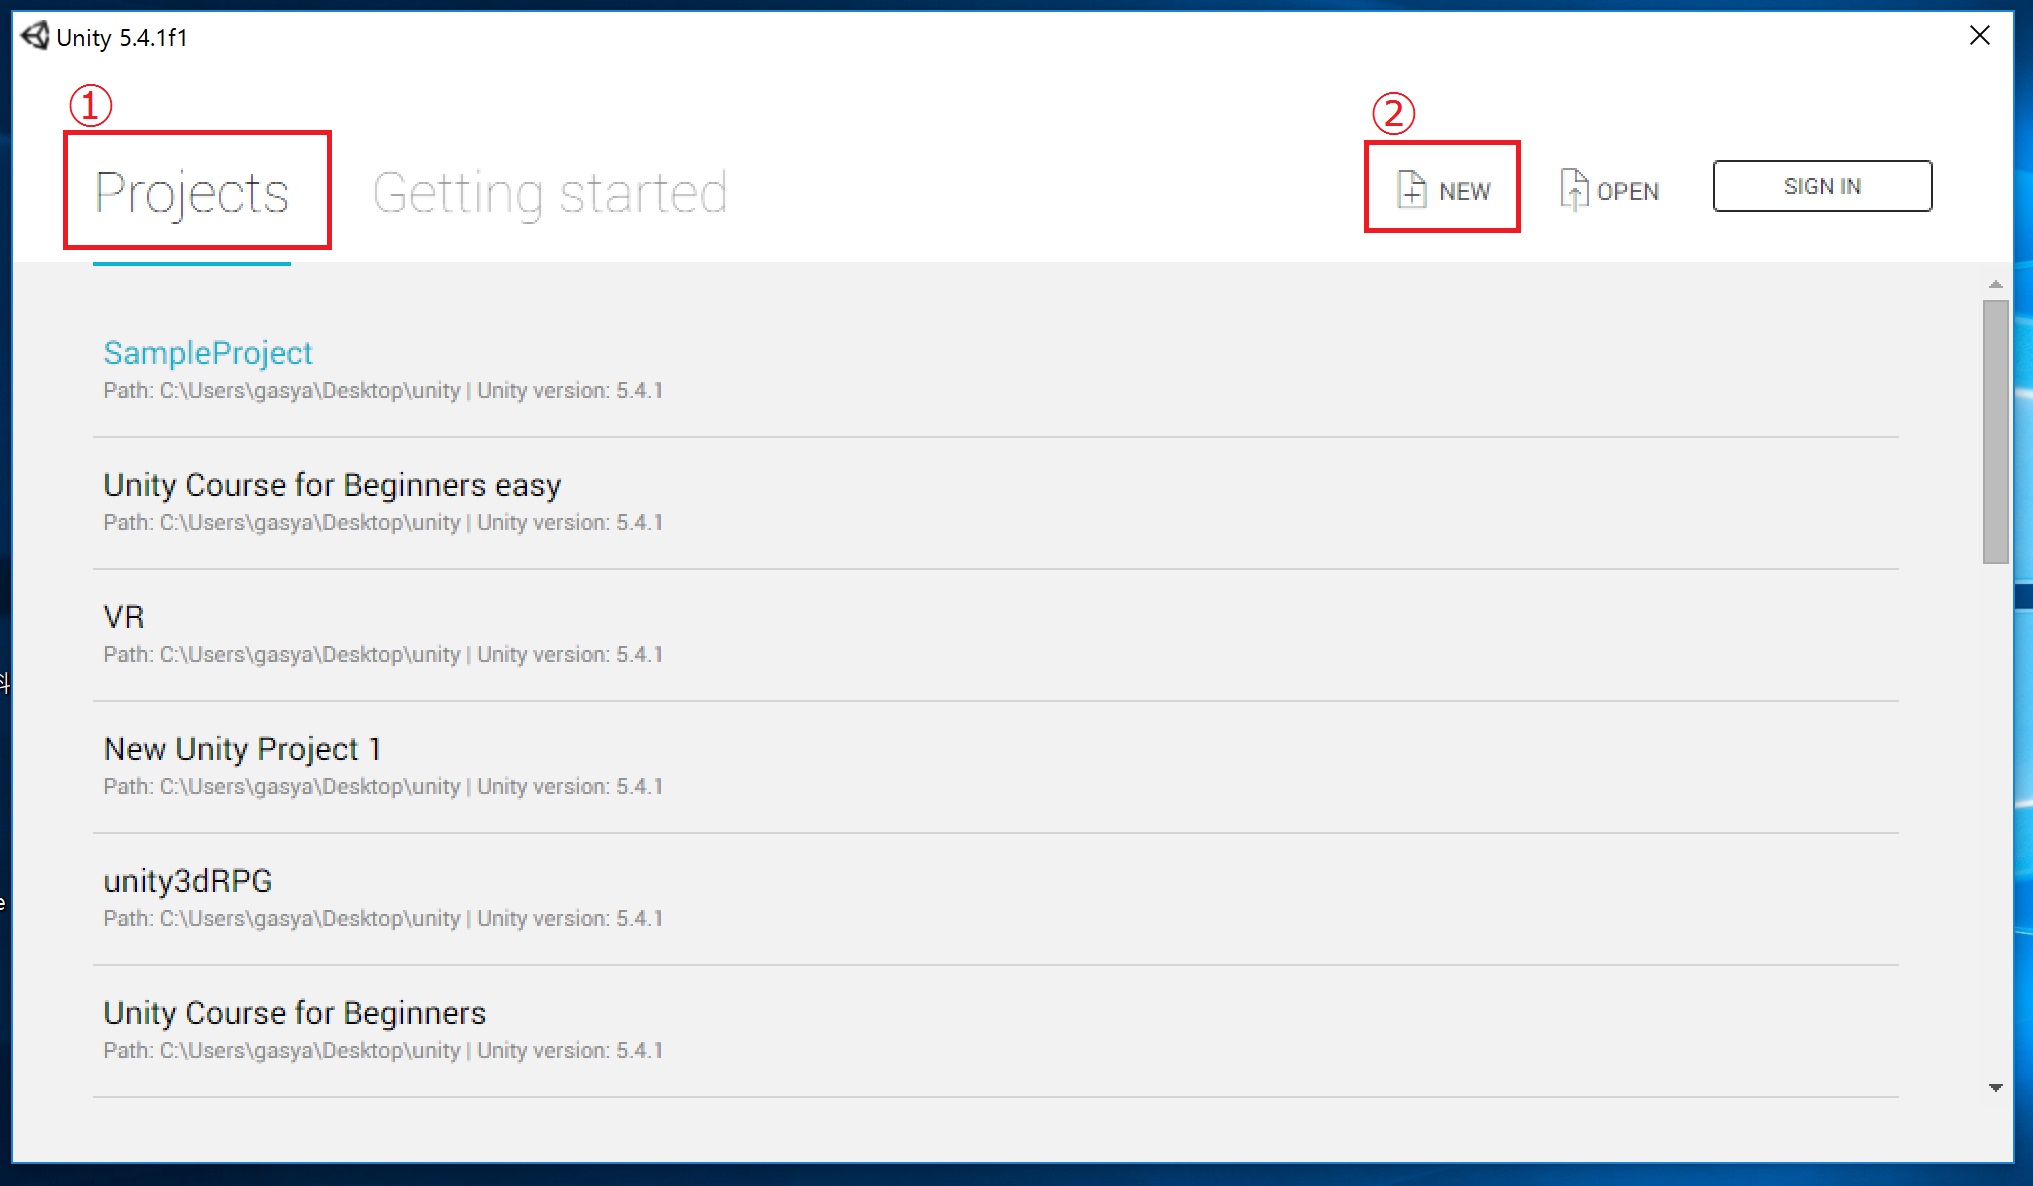 Unity 5.4.1f1
①
②
Projects
Getting started
NEW
OPEN
SIGN IN
SampleProject
Path: C:\Users\gasya\Desktop\unity | Unity version: 5.4.1
Unity Course for Beginners easy
Path: C:\Users\gasya\Desktop\unity | Unity version: 5.4.1
VR
Path: C:\Users\gasya\Desktop\unity | Unity version: 5.4.1
New Unity Project 1
Path: C:\Users\gasya\Desktop\unity | Unity version: 5.4.1
unity3dRPG
Path: C:\Users\gasya\Desktop\unity | Unity version: 5.4.1
Unity Course for Beginners
Path: C:\Users\gasya\Desktop\unity | Unity version: 5.4.1